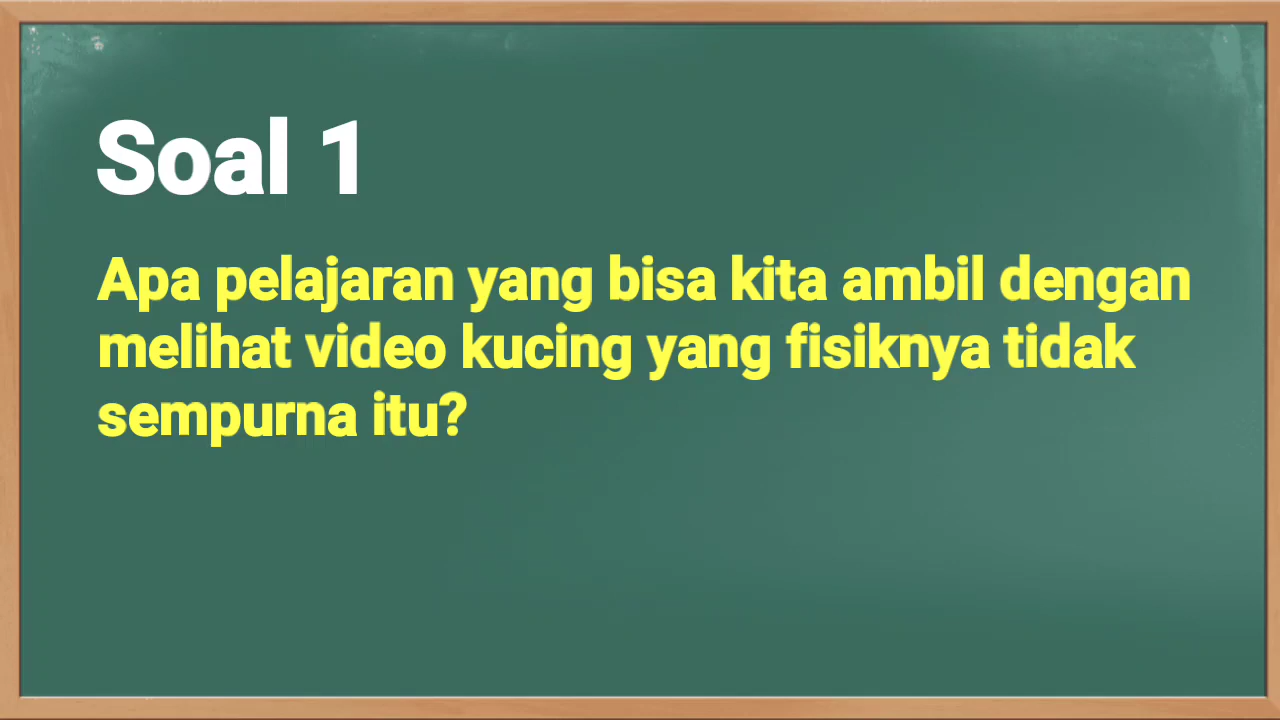 Soal 1
Apa pelajaran yang bisa kita ambil dengan
melihat video kucing yang fisiknya tidak
sempurna itu?